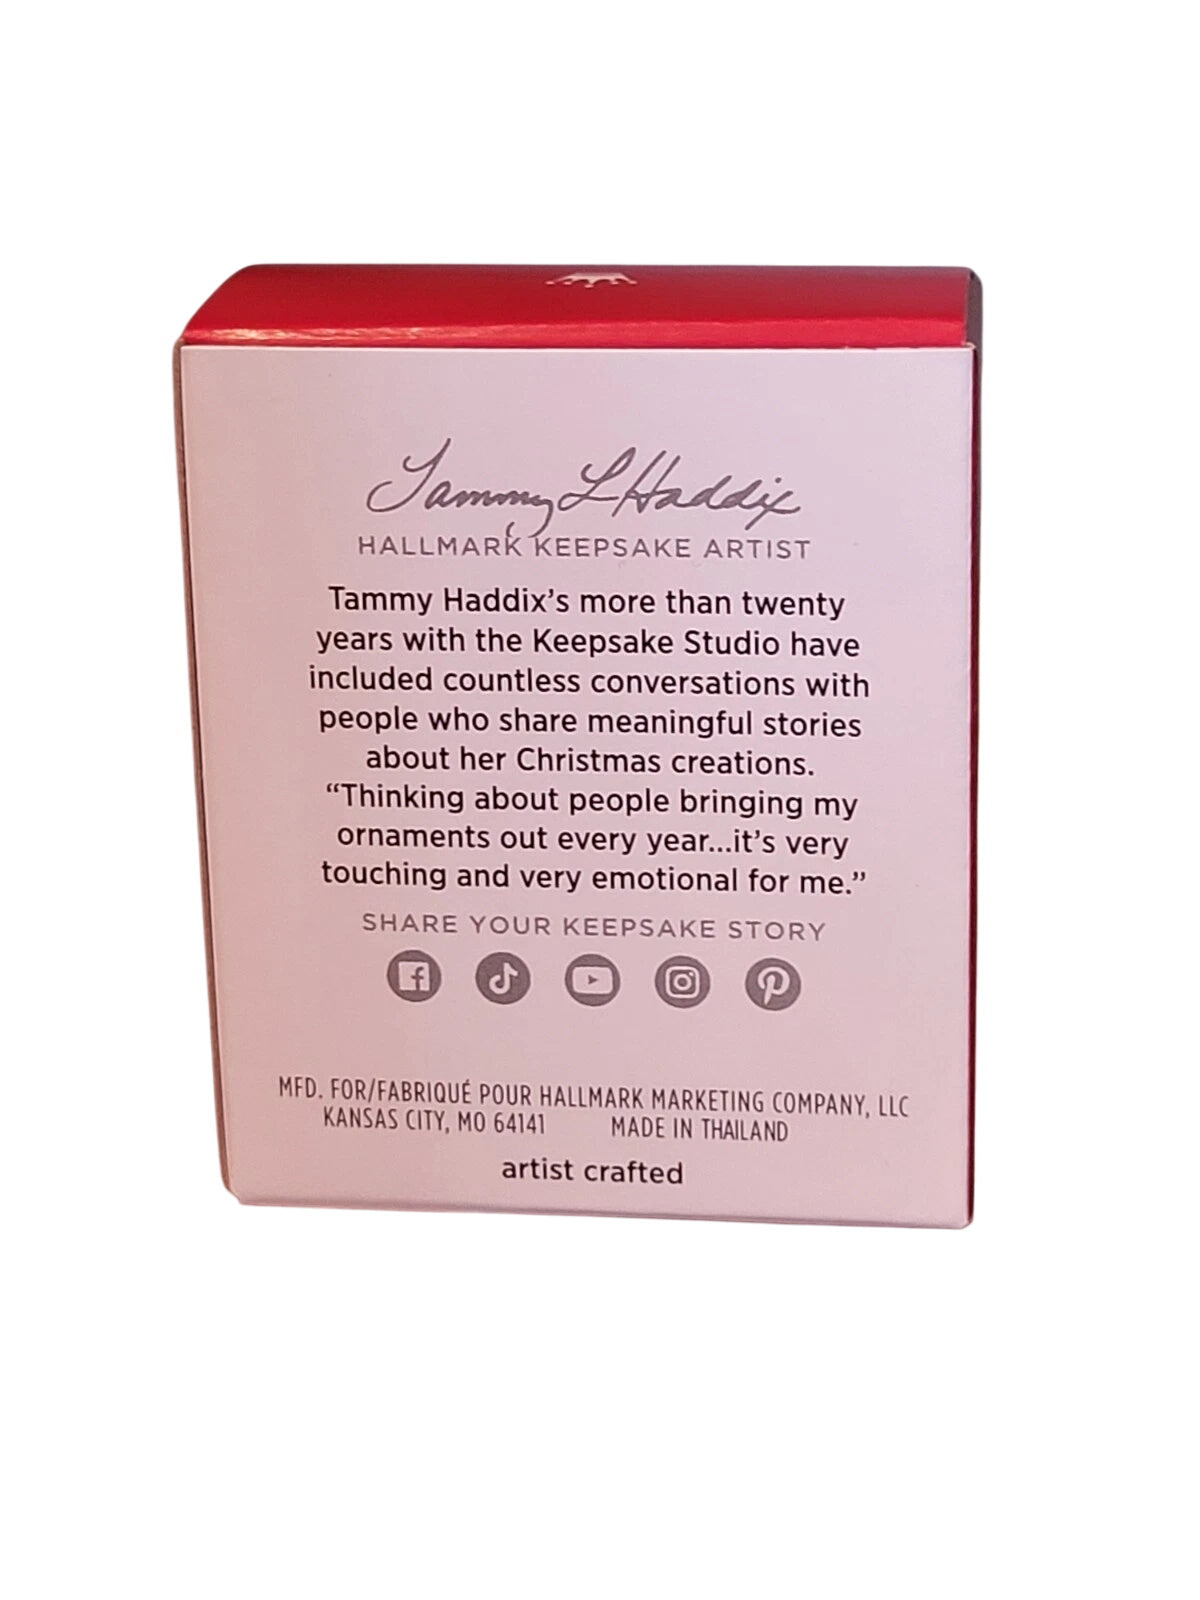 Tammy L Haddix
HALLMARK KEEPSAKE ARTIST
Tammy Haddix’s more than twenty
years with the Keepsake Studio have
included countless conversations with
people who share meaningful stories
about her Christmas creations.
“Thinking about people bringing my
ornaments out every year...it’s very
touching and very emotional for me.”
SHARE YOUR KEEPSAKE STORY
MFD. FOR/FABRIQUÉ POUR HALLMARK MARKETING COMPANY, LLC
KANSAS CITY, MO 64141 MADE IN THAILAND
artist crafted